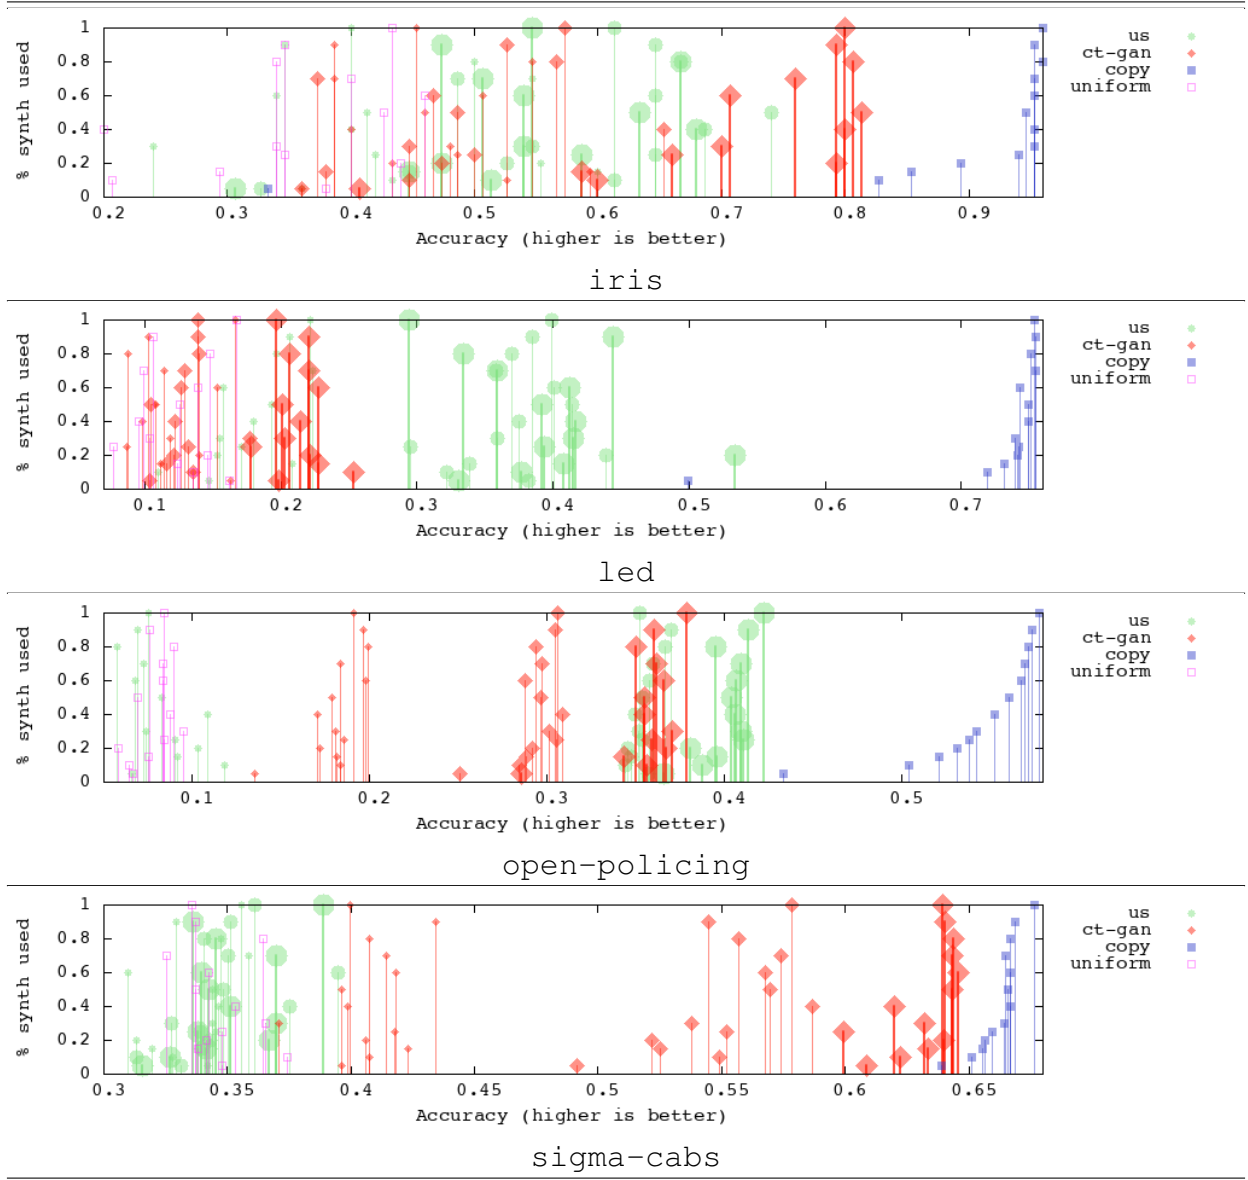 % synth used
1
0.8
0.6
0.4
0.2
0
0.2 0.3 0.4 0.5 0.6 0.7 0.8 0.9
Accuracy (higher is better)
us
ct-gan
copy
uniform
iris
% synth used
1
0.8
0.6
0.4
0.2
0
0.1 0.2 0.3 0.4 0.5 0.6 0.7
Accuracy (higher is better)
us
ct-gan
copy
uniform
led
% synth used
1
0.8
0.6
0.4
0.2
0
0.1 0.2 0.3 0.4 0.5
Accuracy (higher is better)
us
ct-gan
copy
uniform
open-policing
% synth used
1
0.8
0.6
0.4
0.2
0
0.3 0.35 0.4 0.45 0.5 0.55 0.6 0.65
Accuracy (higher is better)
us
ct-gan
copy
uniform
sigma-cabs